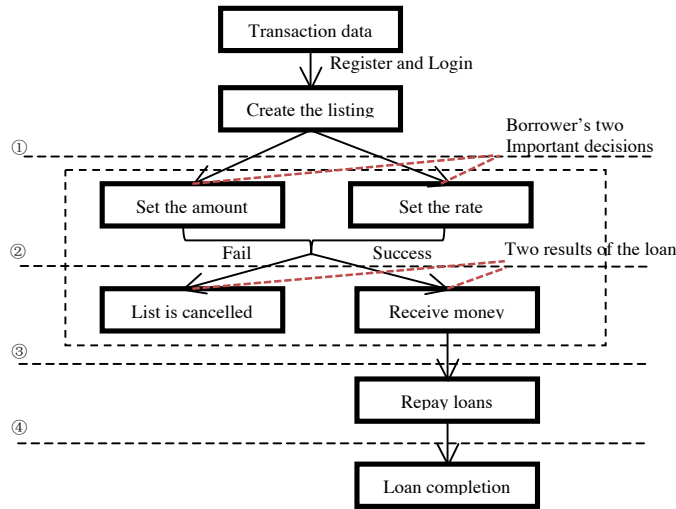 Transaction data
Register and Login
Create the listing
Borrower's two
Important decisions
①
Set the amount
Set the rate
Fail
Success
Two results of the loan
②
List is cancelled
Receive money
③
Repay loans
④
Loan completion